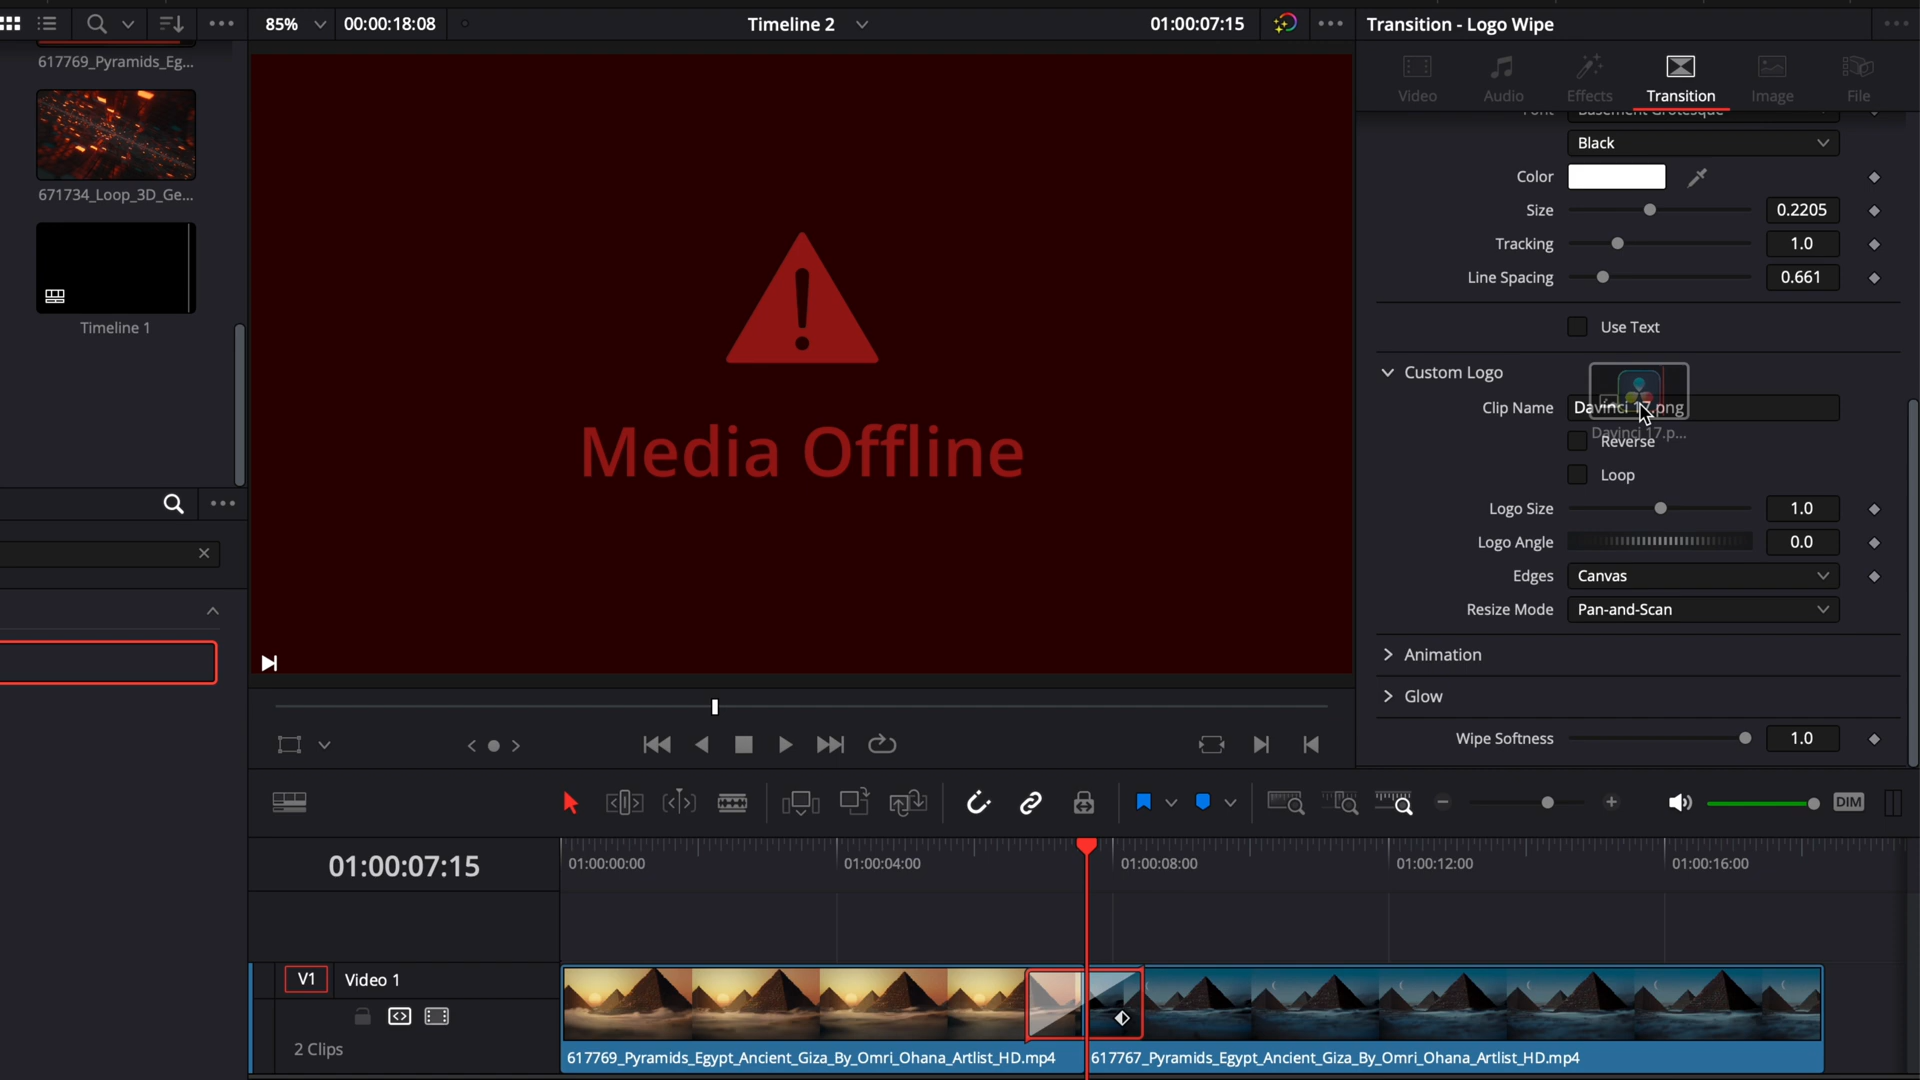 85%
00:00:18:08
Timeline 2
01:00:07:15
Transition - Logo Wipe
617769_Pyramids_Eg...
671734_Loop_3D_Ge...
Timeline 1
Media Offline
Video
Audio
Effects
Transition
Image
File
Black
Color
Size
0.2205
Tracking
1.0
Line Spacing
0.661
Use Text
Custom Logo
Clip Name
Davinci 17.png
Davinci 17.p...
Reverse
Loop
Logo Size
1.0
Logo Angle
0.0
Edges
Canvas
Resize Mode
Pan-and-Scan
Animation
Glow
Wipe Softness
1.0
DIM
01:00:07:15
01:00:00:00
01:00:04:00
01:00:08:00
01:00:12:00
01:00:16:00
V1
Video 1
2 Clips
617769_Pyramids_Egypt_Ancient_Giza_By_Omri_Ohana_Artlist_HD.mp4
617767_Pyramids_Egypt_Ancient_Giza_By_Omri_Ohana_Artlist_HD.mp4